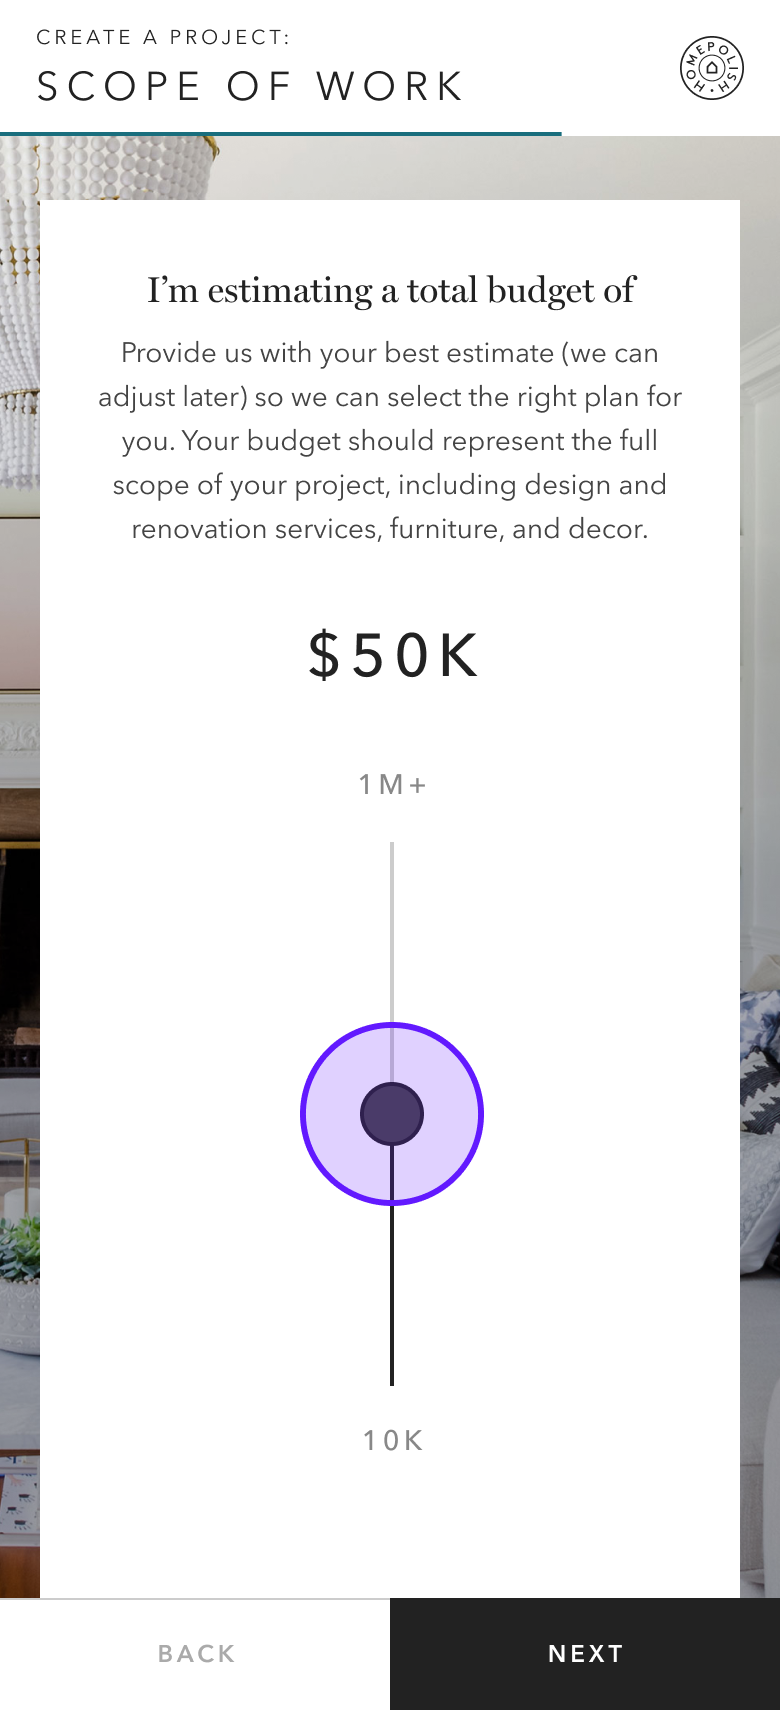 CREATE A PROJECT:
SCOPE OF WORK
HOMEPOLISH
I’m estimating a total budget of
Provide us with your best estimate (we can
adjust later) so we can select the right plan for
you. Your budget should represent the full
scope of your project, including design and
renovation services, furniture, and decor.
$50K
1M+
10K
BACK
NEXT